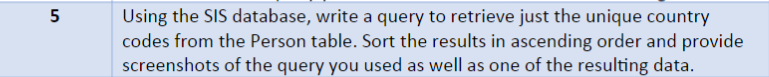 5
Using the SIS database, write a query to retrieve just the unique country
codes from the Person table. Sort the results in ascending order and provide
screenshots of the query you used as well as one of the resulting data.